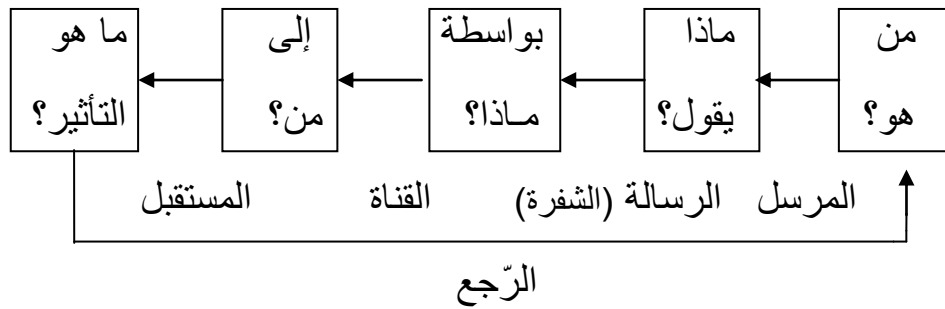 من هو؟
ماذا يقول؟
بواسطة مـاذا؟
إلى من؟
ما هو التأثير؟
المرسل الرسالة (الشفرة) القناة المستقبل
الرّجع